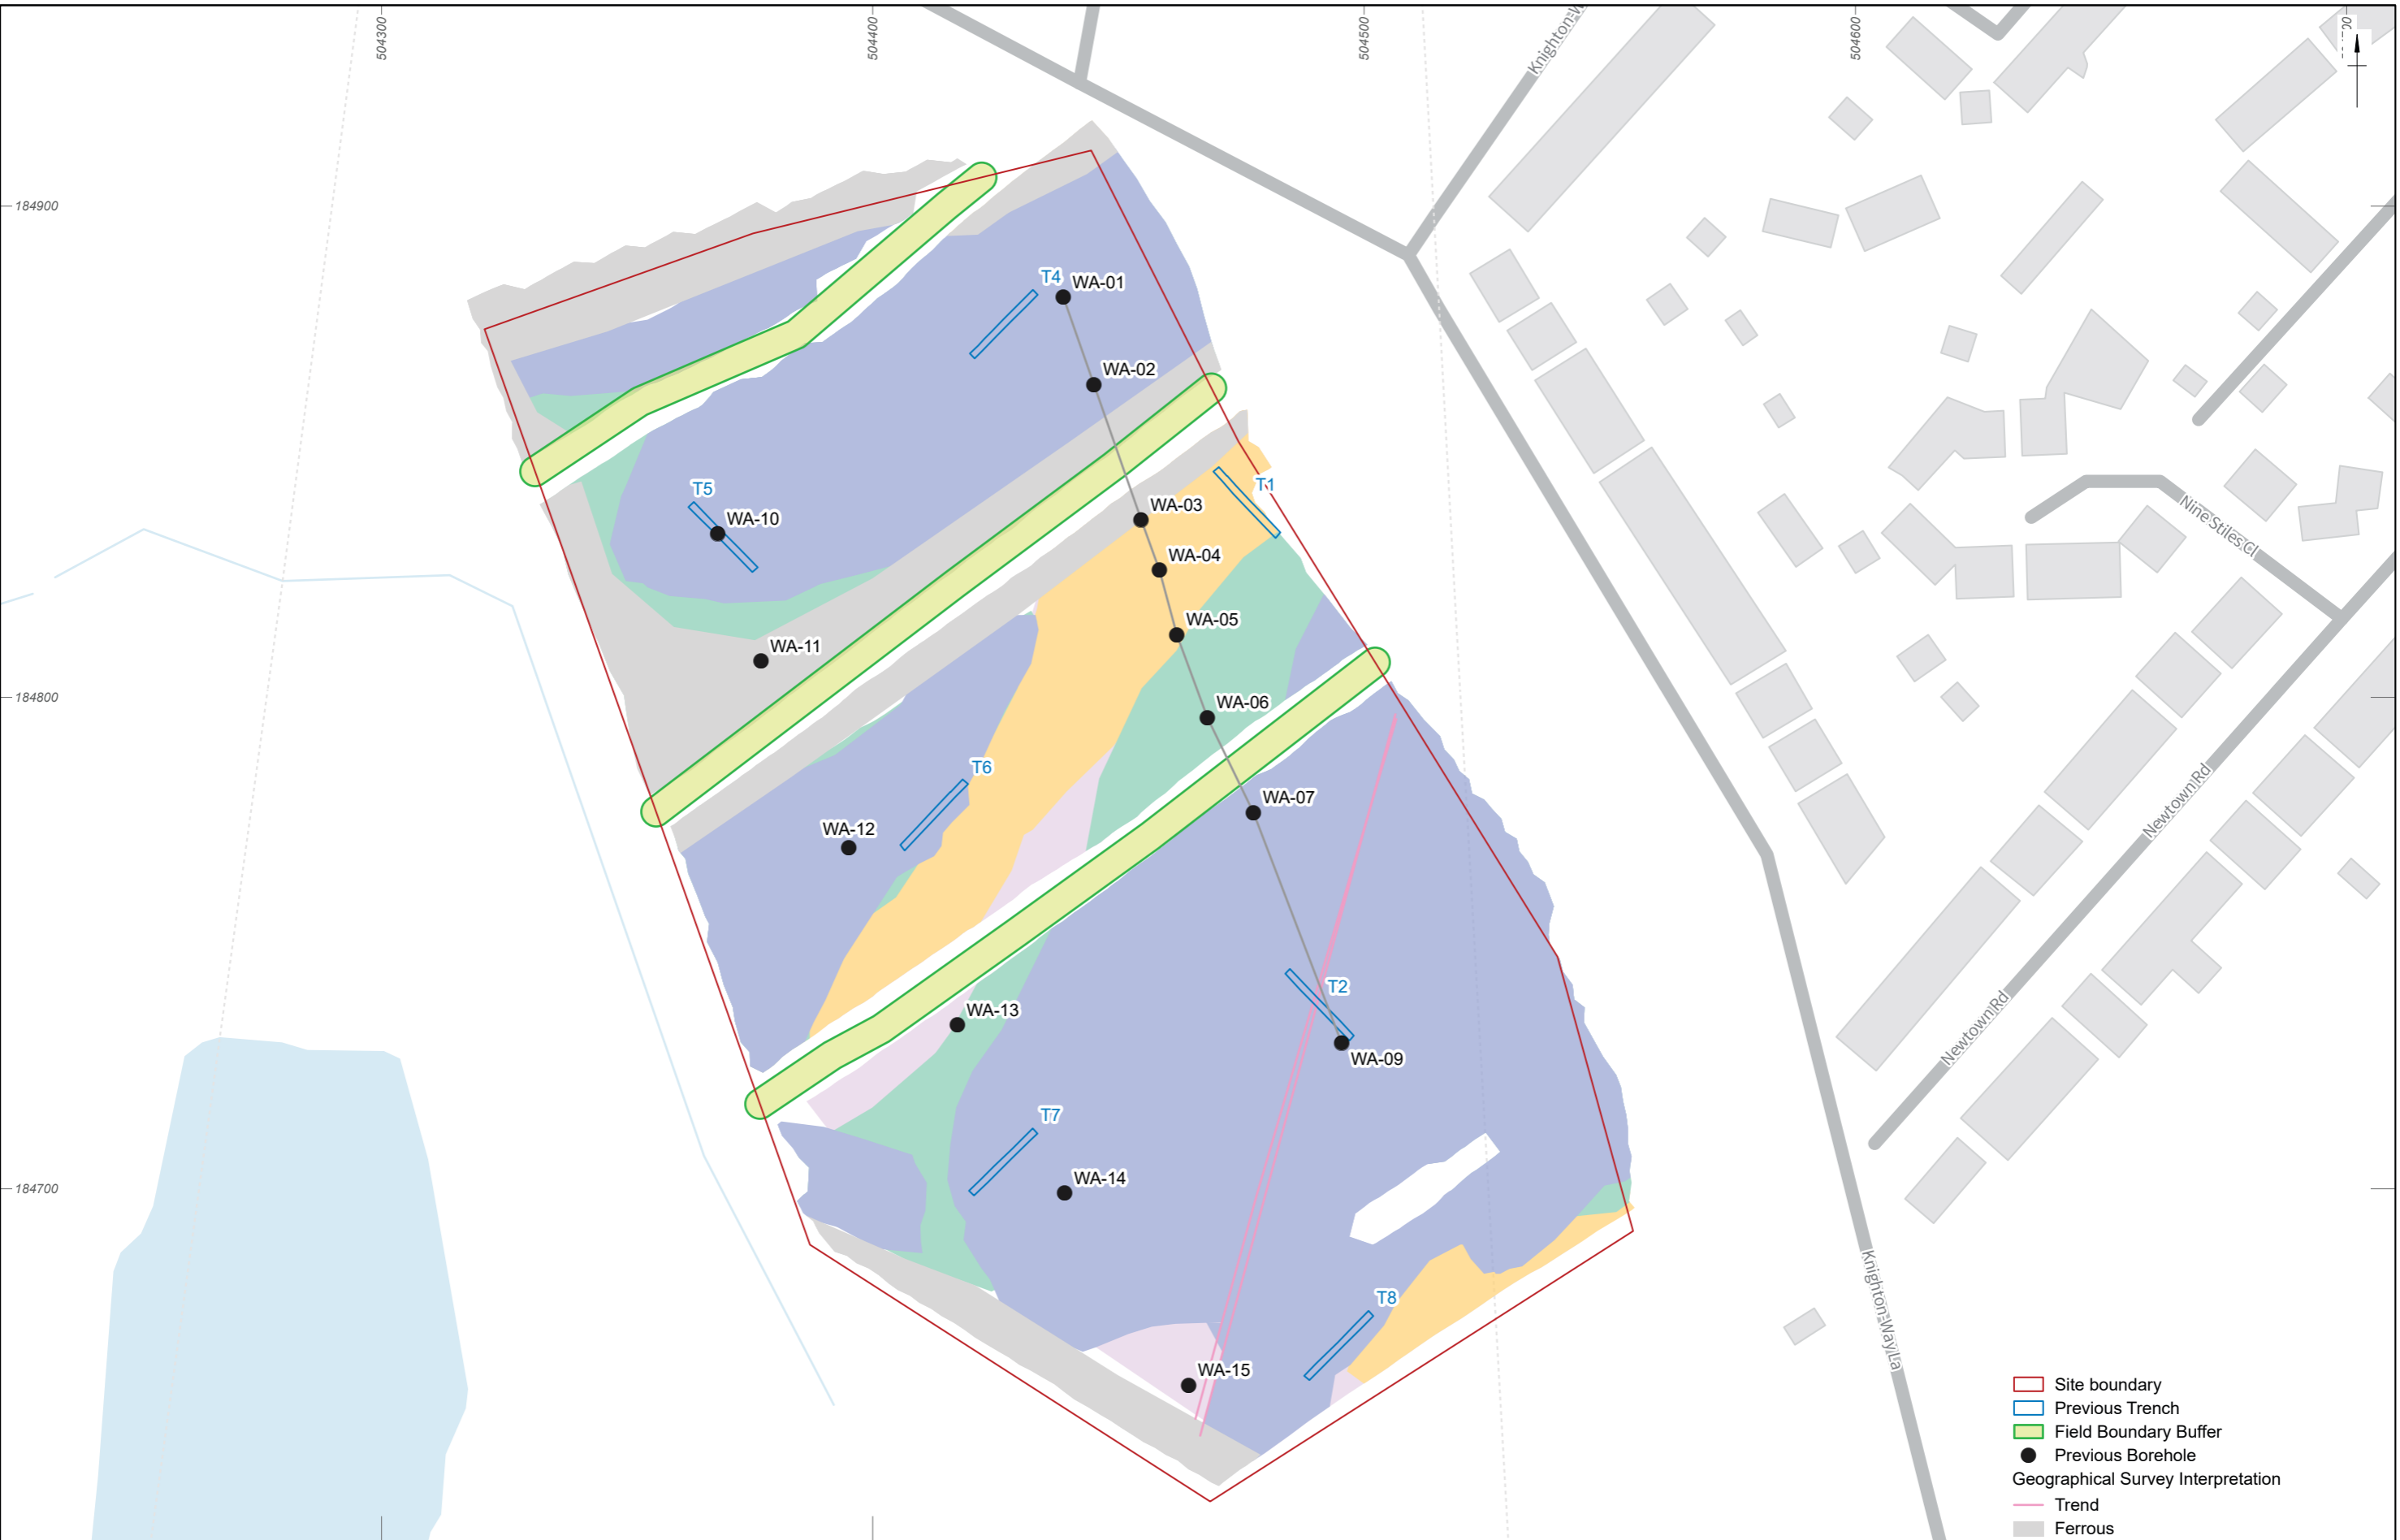 504300
504400
504500
504600
00
Knighton-W
184900
T4
WA-01
WA-02
T5
WA-10
WA-03
T1
WA-04
Nine Stiles Cl
WA-05
WA-11
184800
WA-06
T6
WA-07
WA-12
Newtown Rd
T2
WA-13
Newtown Rd
WA-09
T7
184700
WA-14
T8
Knighton-Way La
WA-15
Site boundary
Previous Trench
Field Boundary Buffer
Previous Borehole
Geographical Survey Interpretation
Trend
Ferrous